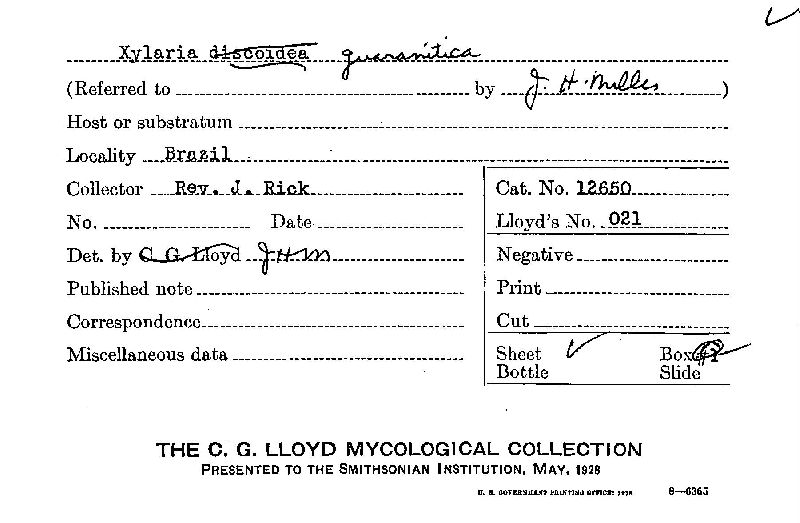 Xylaria discoidea guaranitica
(Referred to by J. H. Miller)
Host or substratum
Locality Brazil
Collector Rev. J. Rick
No. Date
Det. by C. G. Lloyd JHM
Published note
Correspondence
Miscellaneous data
Cat. No. 12650
Lloyd's No. 021
Negative
Print
Cut
Sheet ✓ Box
Bottle Slide
THE C. G. LLOYD MYCOLOGICAL COLLECTION
PRESENTED TO THE SMITHSONIAN INSTITUTION, MAY, 1928
U. S. GOVERNMENT PRINTING OFFICE: 1928 8—6365